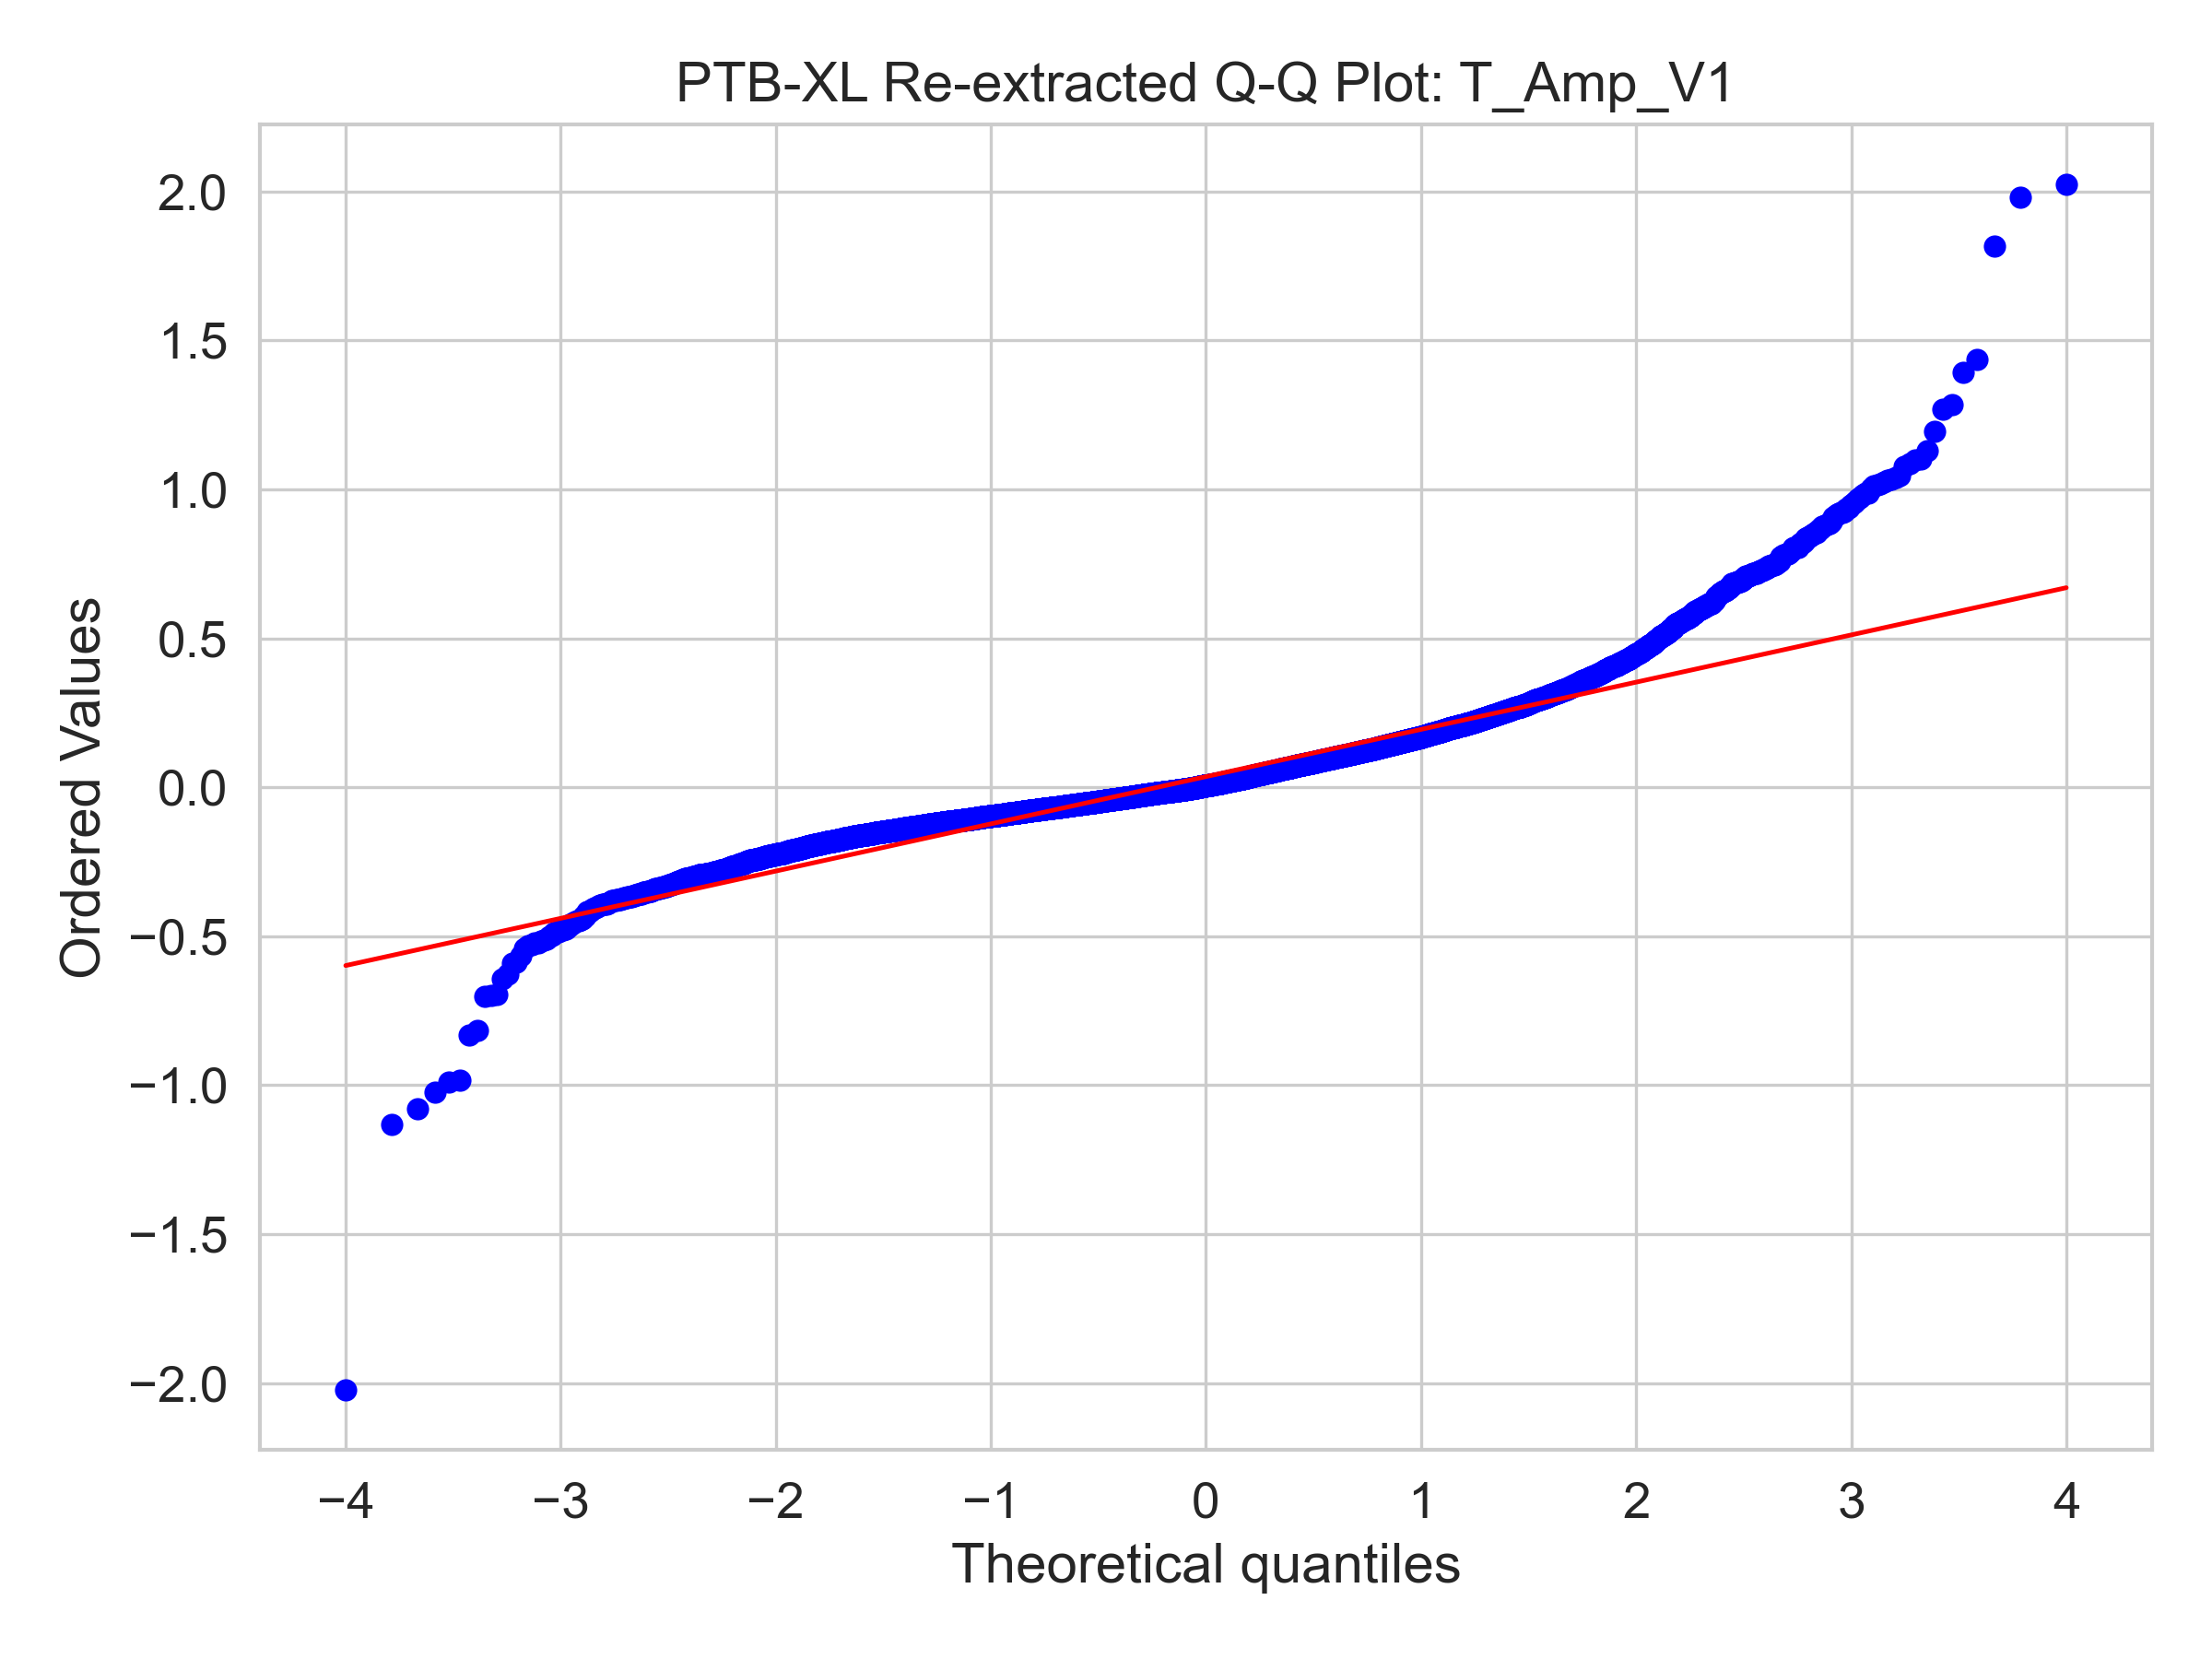 PTB-XL Re-extracted Q-Q Plot: T_Amp_V1
2.0
1.5
1.0
0.5
0.0
−0.5
−1.0
−1.5
−2.0
Ordered Values
−4 −3 −2 −1 0 1 2 3 4
Theoretical quantiles